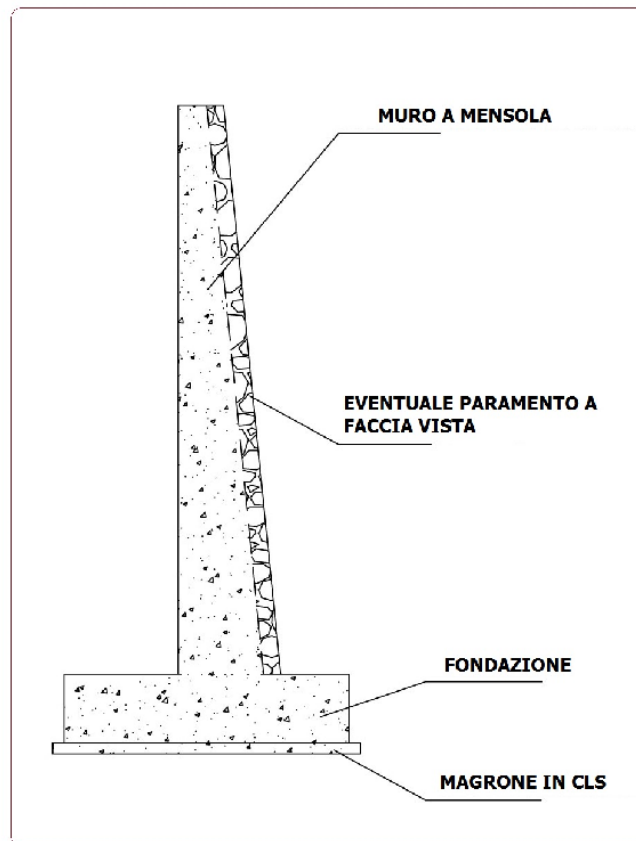 MURO A MENSOLA
EVENTUALE PARAMENTO A
FACCIA VISTA
FONDAZIONE
MAGRONE IN CLS